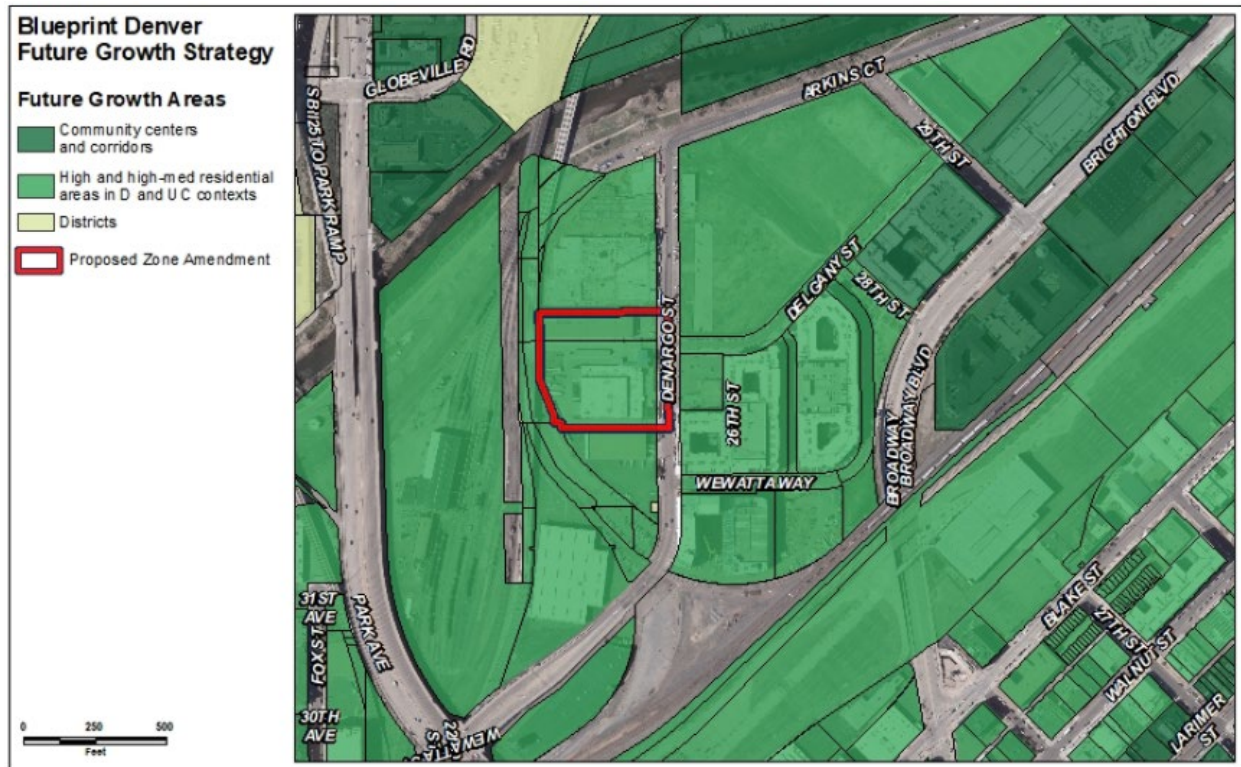 Blueprint Denver
Future Growth Strategy
Future Growth Areas
Community centers
and corridors
High and high-med residential
areas in D and UC contexts
Districts
Proposed Zone Amendment
0 250 500
Feet
GLOBEVILLE RD
SB I125 TO PARK RAMP
ARKINS CT
29TH ST
BRIGHTON BLVD
DELGANY ST
28TH ST
DENARGO ST
26TH ST
BROADWAY
BROADWAY BLVD
WEWATTA WAY
31ST
AVE
FOX ST
PARK AVE
BLAKE ST
27TH ST
WALNUT ST
30TH
AVE
WEWATTA
LARIMER
ST